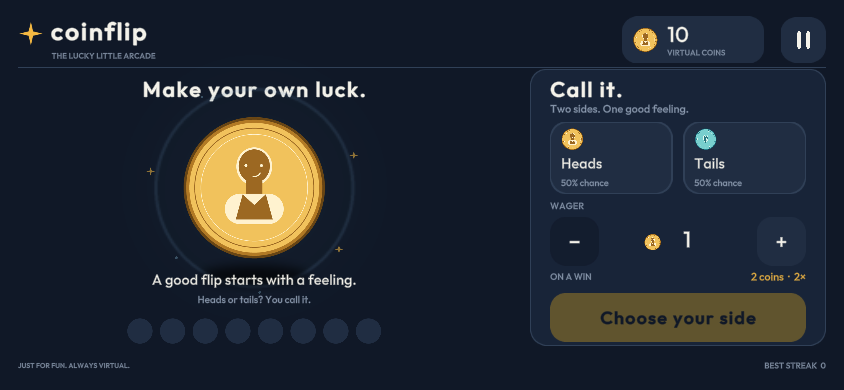 coinflip
THE LUCKY LITTLE ARCADE
10
VIRTUAL COINS
Make your own luck.
A good flip starts with a feeling.
Heads or tails? You call it.
Call it.
Two sides. One good feeling.
Heads
50% chance
Tails
50% chance
WAGER
− 1 +
ON A WIN
2 coins · 2×
Choose your side
JUST FOR FUN. ALWAYS VIRTUAL.
BEST STREAK 0